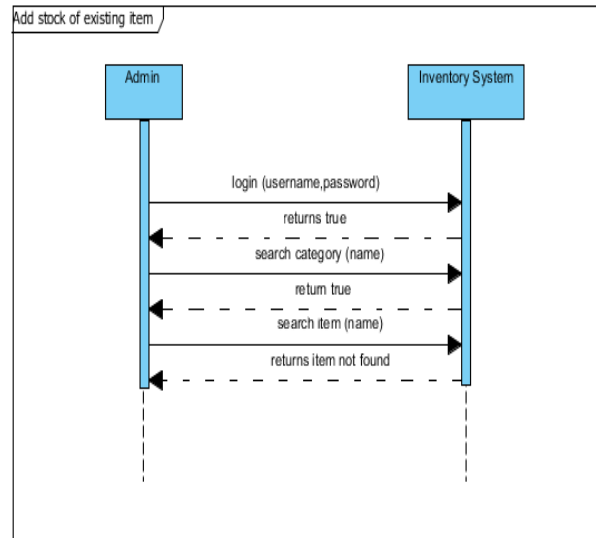 Add stock of existing item
Admin
Inventory System
login (username,password)
returns true
search category (name)
return true
search item (name)
returns item not found